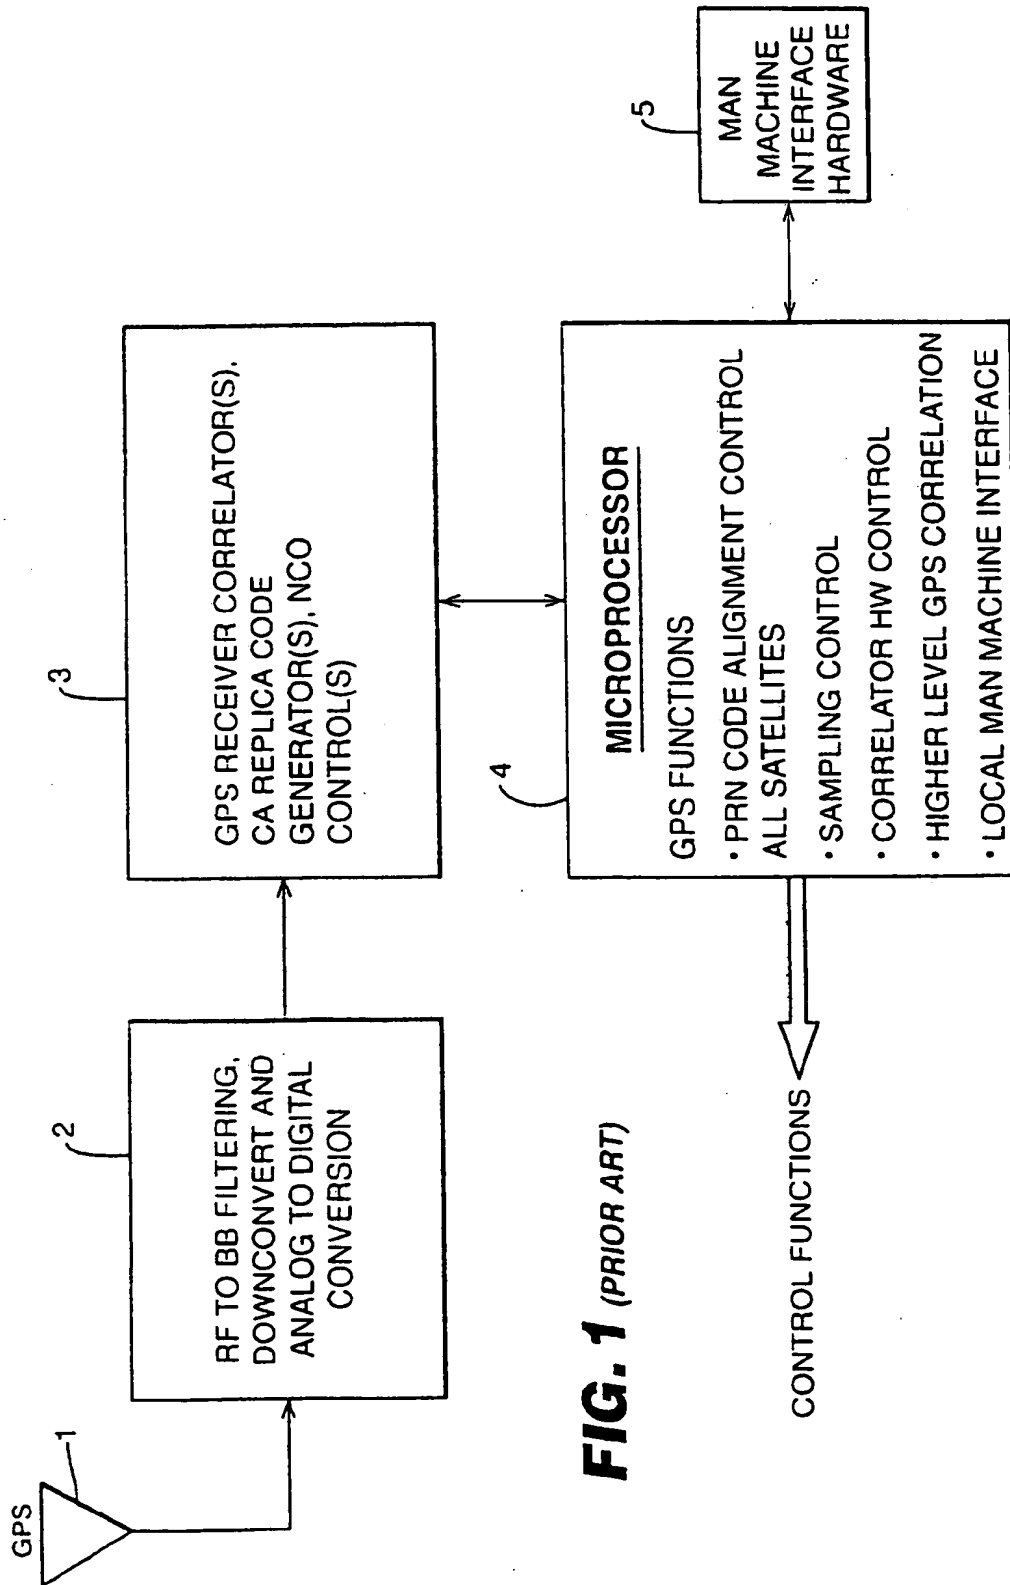 GPS
1
2
RF TO BB FILTERING,
DOWNCONVERT AND
ANALOG TO DIGITAL
CONVERSION
3
GPS RECEIVER CORRELATOR(S),
CA REPLICA CODE
GENERATOR(S), NCO
CONTROL(S)
4
MICROPROCESSOR
GPS FUNCTIONS
• PRN CODE ALIGNMENT CONTROL
ALL SATELLITES
• SAMPLING CONTROL
• CORRELATOR HW CONTROL
• HIGHER LEVEL GPS CORRELATION
• LOCAL MAN MACHINE INTERFACE
5
MAN
MACHINE
INTERFACE
HARDWARE
CONTROL FUNCTIONS
FIG. 1 (PRIOR ART)